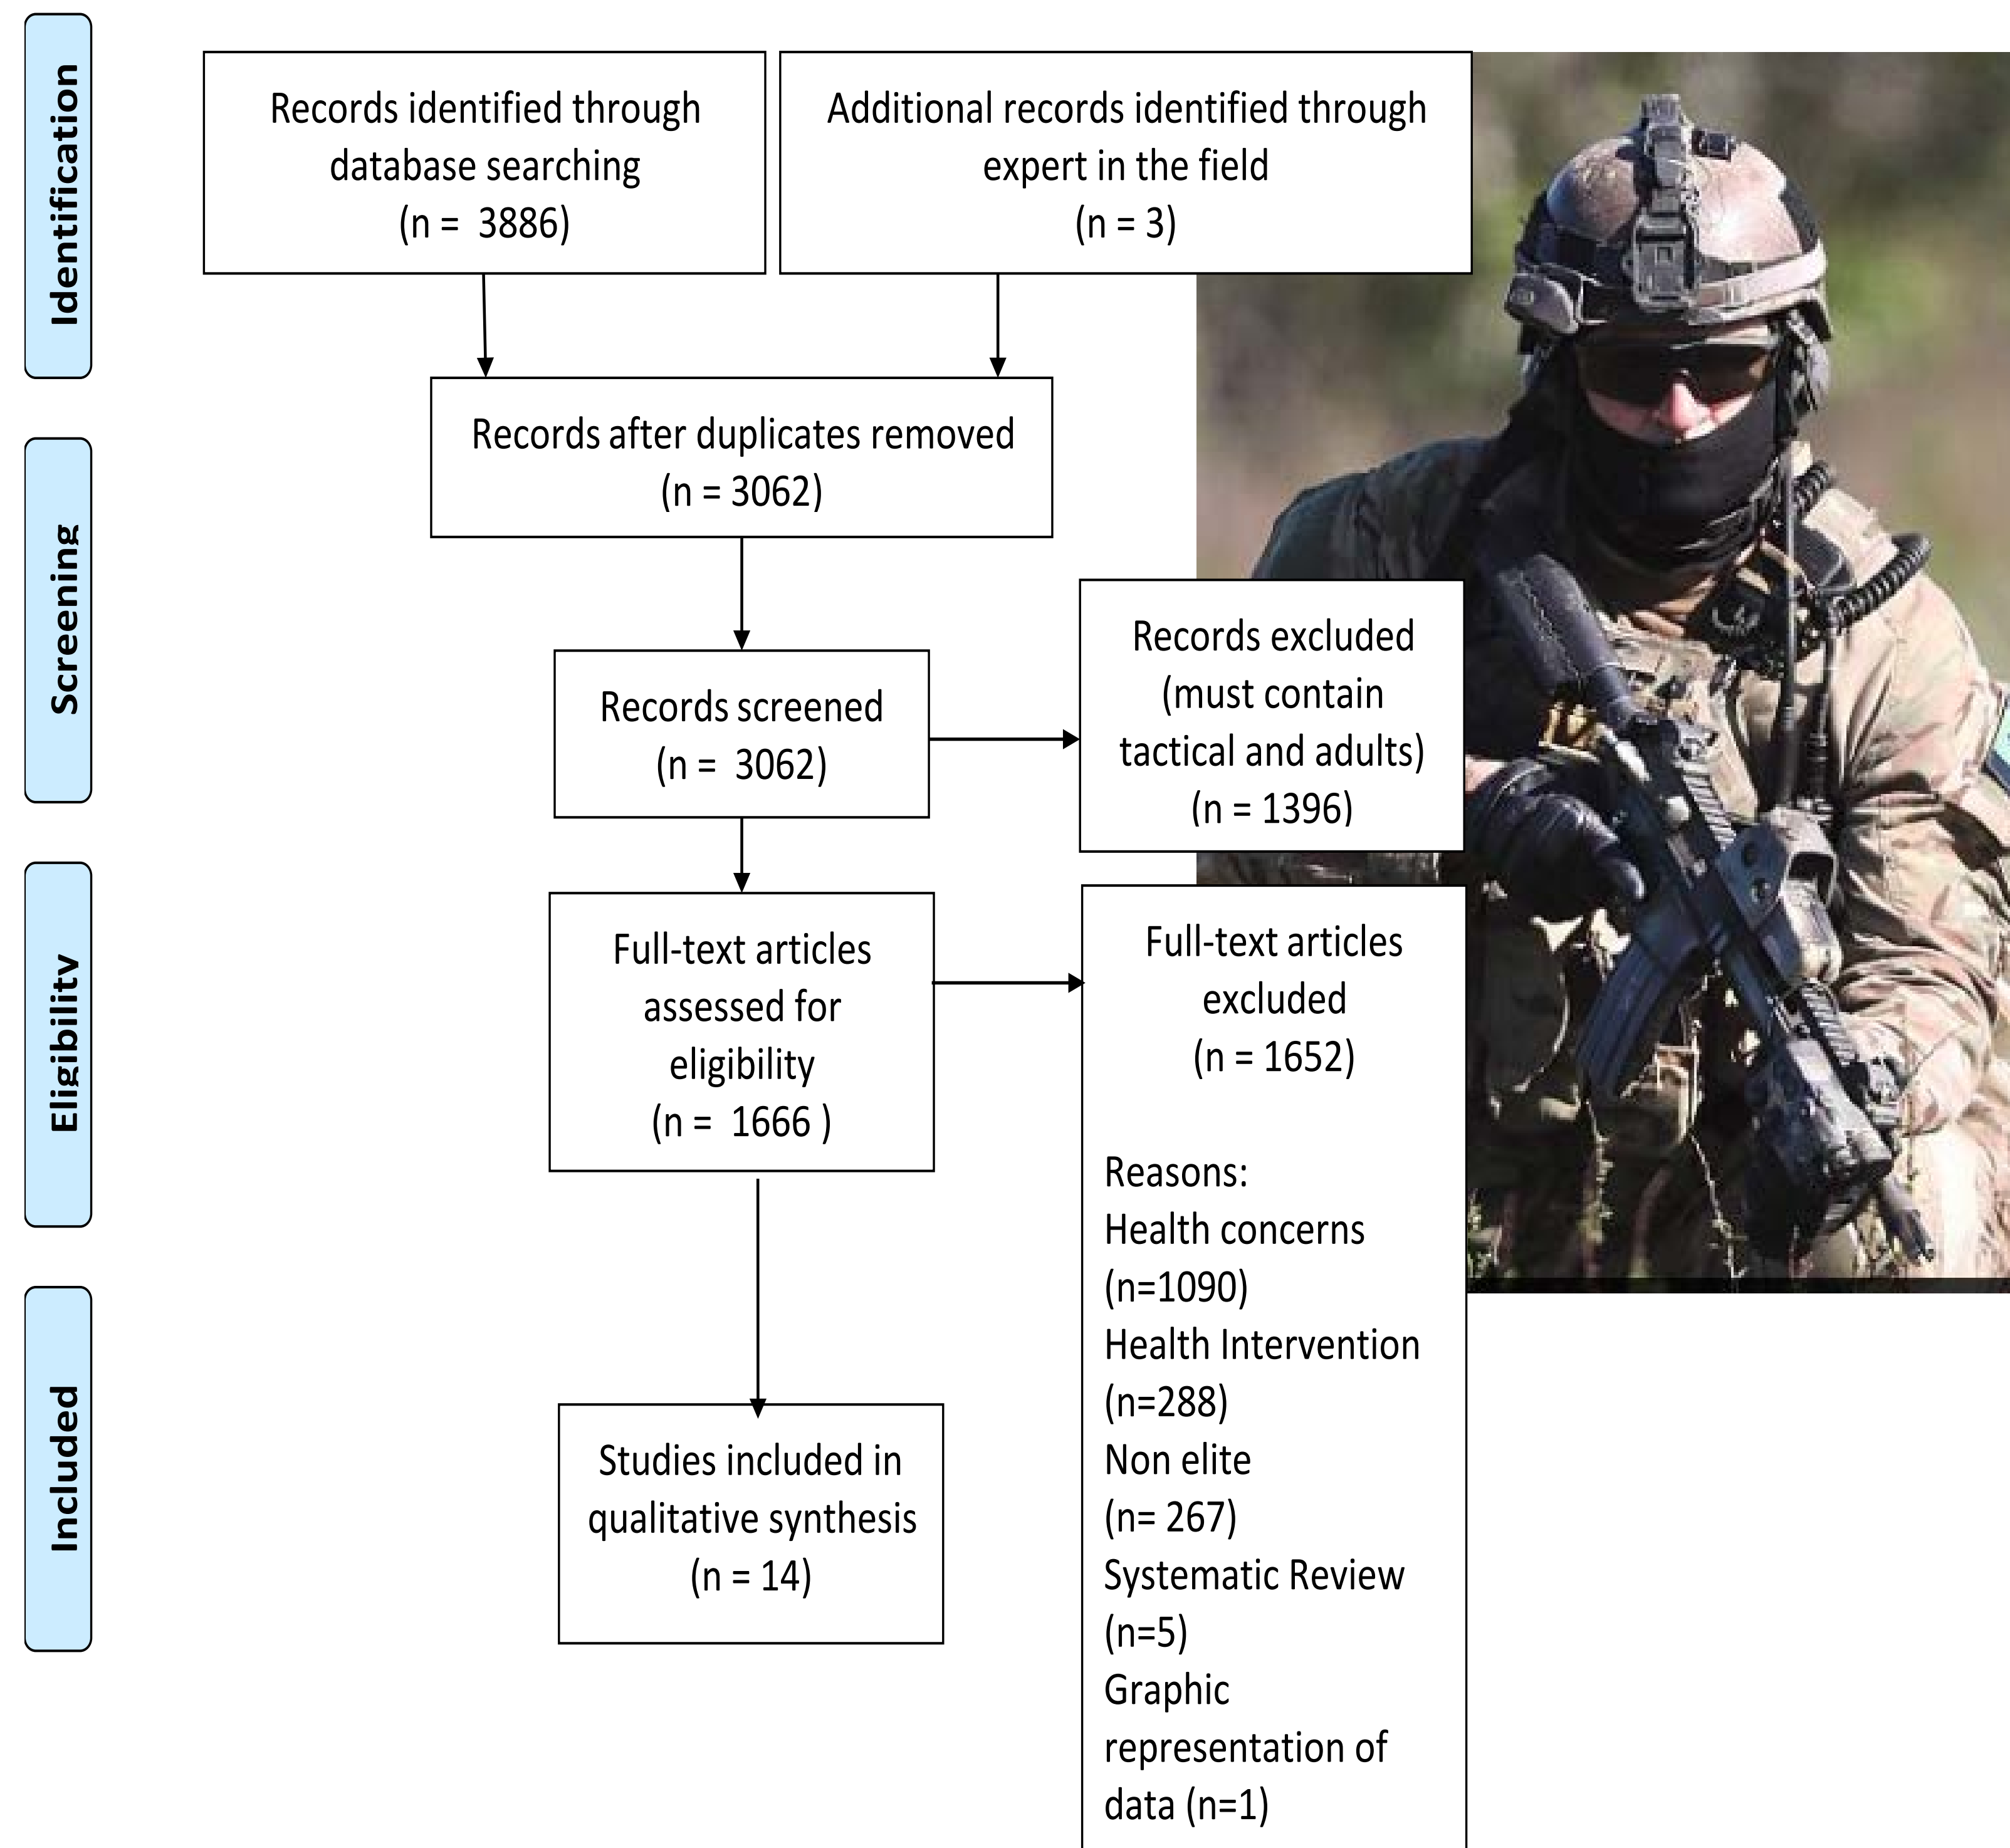 Identification
Records identified through
database searching
(n = 3886)
Additional records identified through
expert in the field
(n = 3)
Records after duplicates removed
(n = 3062)
Screening
Records screened
(n = 3062)
Records excluded
(must contain
tactical and adults)
(n = 1396)
Eligibility
Full-text articles
assessed for
eligibility
(n = 1666 )
Full-text articles
excluded
(n = 1652)
Reasons:
Health concerns
(n=1090)
Health Intervention
(n=288)
Non elite
(n= 267)
Systematic Review
(n=5)
Graphic
representation of
data (n=1)
Included
Studies included in
qualitative synthesis
(n = 14)